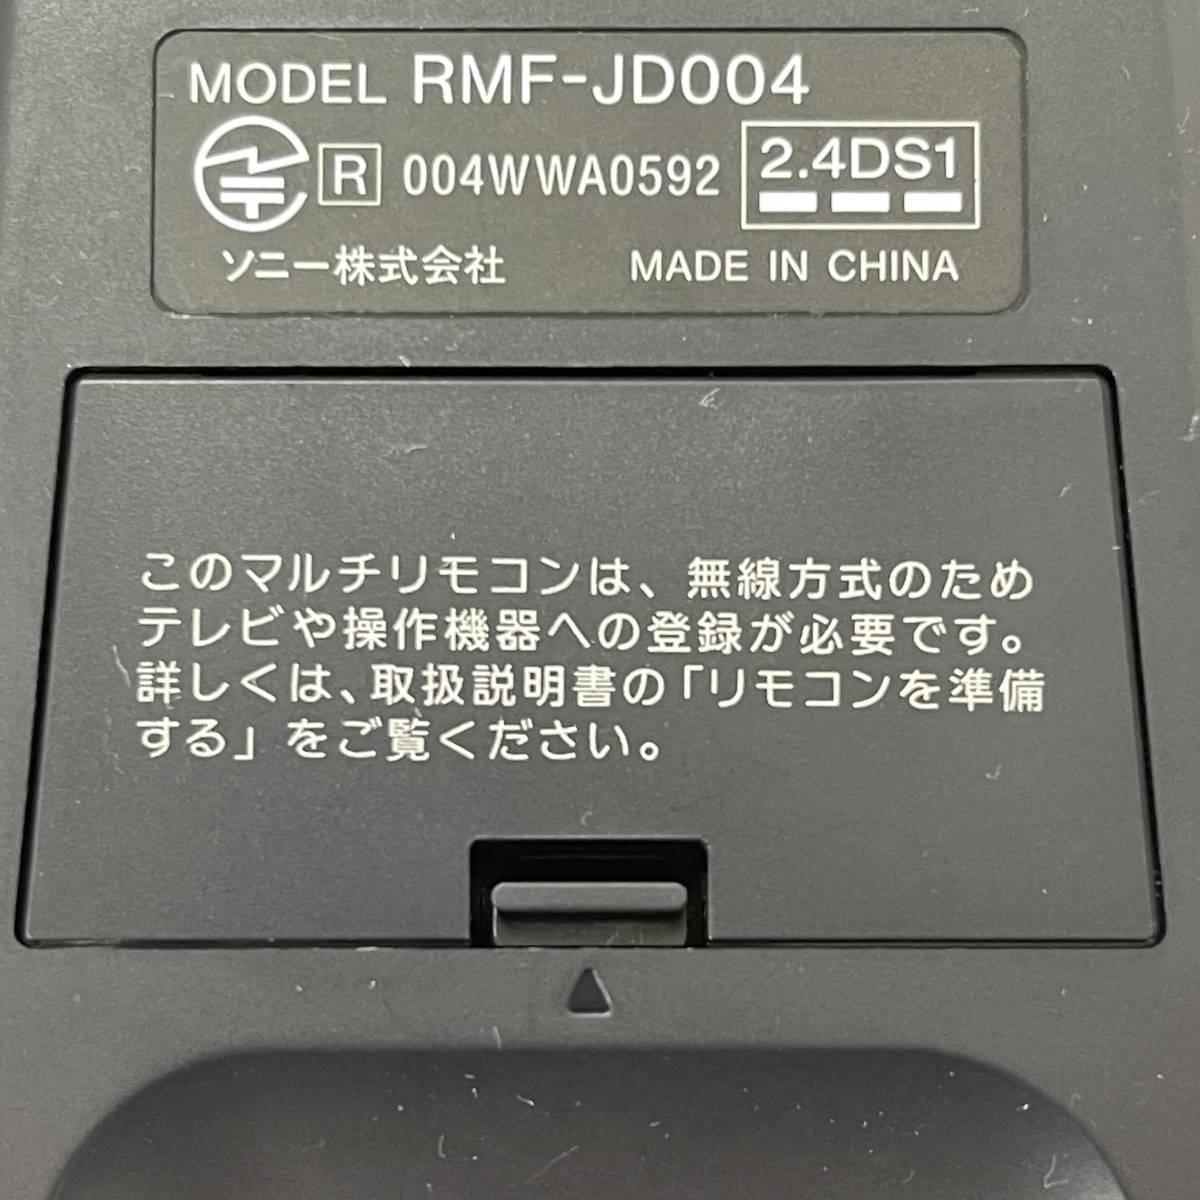 MODEL RMF-JD004
R 004WWA0592 2.4DS1
ソニー株式会社 MADE IN CHINA
このマルチリモコンは、無線方式のため
テレビや操作機器への登録が必要です。
詳しくは、取扱説明書の「リモコンを準備
する」をご覧ください。